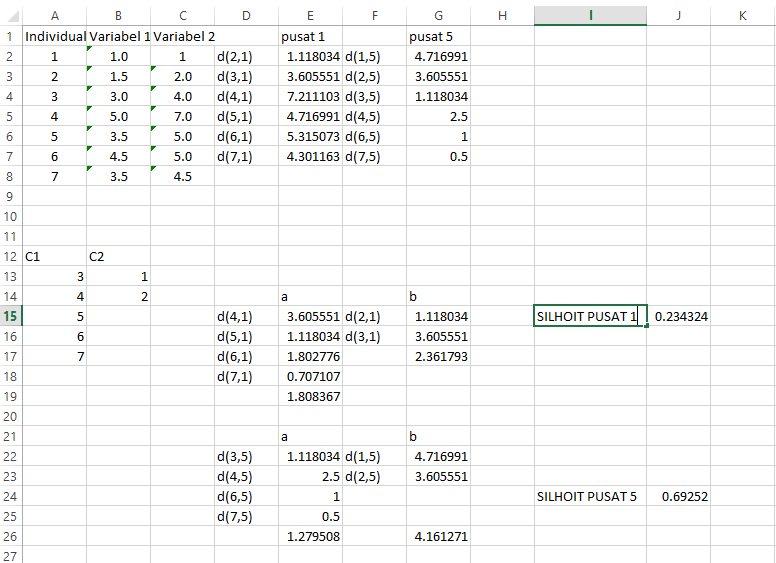 A B C D E F G H I J K
1 Individual Variabel 1 Variabel 2 pusat 1 pusat 5
2 1 1.0 1 d(2,1) 1.118034 d(1,5) 4.716991
3 2 1.5 2.0 d(3,1) 3.605551 d(2,5) 3.605551
4 3 3.0 4.0 d(4,1) 7.211103 d(3,5) 1.118034
5 4 5.0 7.0 d(5,1) 4.716991 d(4,5) 2.5
6 5 3.5 5.0 d(6,1) 5.315073 d(6,5) 1
7 6 4.5 5.0 d(7,1) 4.301163 d(7,5) 0.5
8 7 3.5 4.5
9
10
11
12 C1 C2
13 3 1
14 4 2 a b
15 5 d(4,1) 3.605551 d(2,1) 1.118034 SILHOIT PUSAT 1 0.234324
16 6 d(5,1) 1.118034 d(3,1) 3.605551
17 7 d(6,1) 1.802776 2.361793
18 d(7,1) 0.707107
19 1.808367
20
21 a b
22 d(3,5) 1.118034 d(1,5) 4.716991
23 d(4,5) 2.5 d(2,5) 3.605551
24 d(6,5) 1 SILHOIT PUSAT 5 0.69252
25 d(7,5) 0.5
26 1.279508 4.161271
27